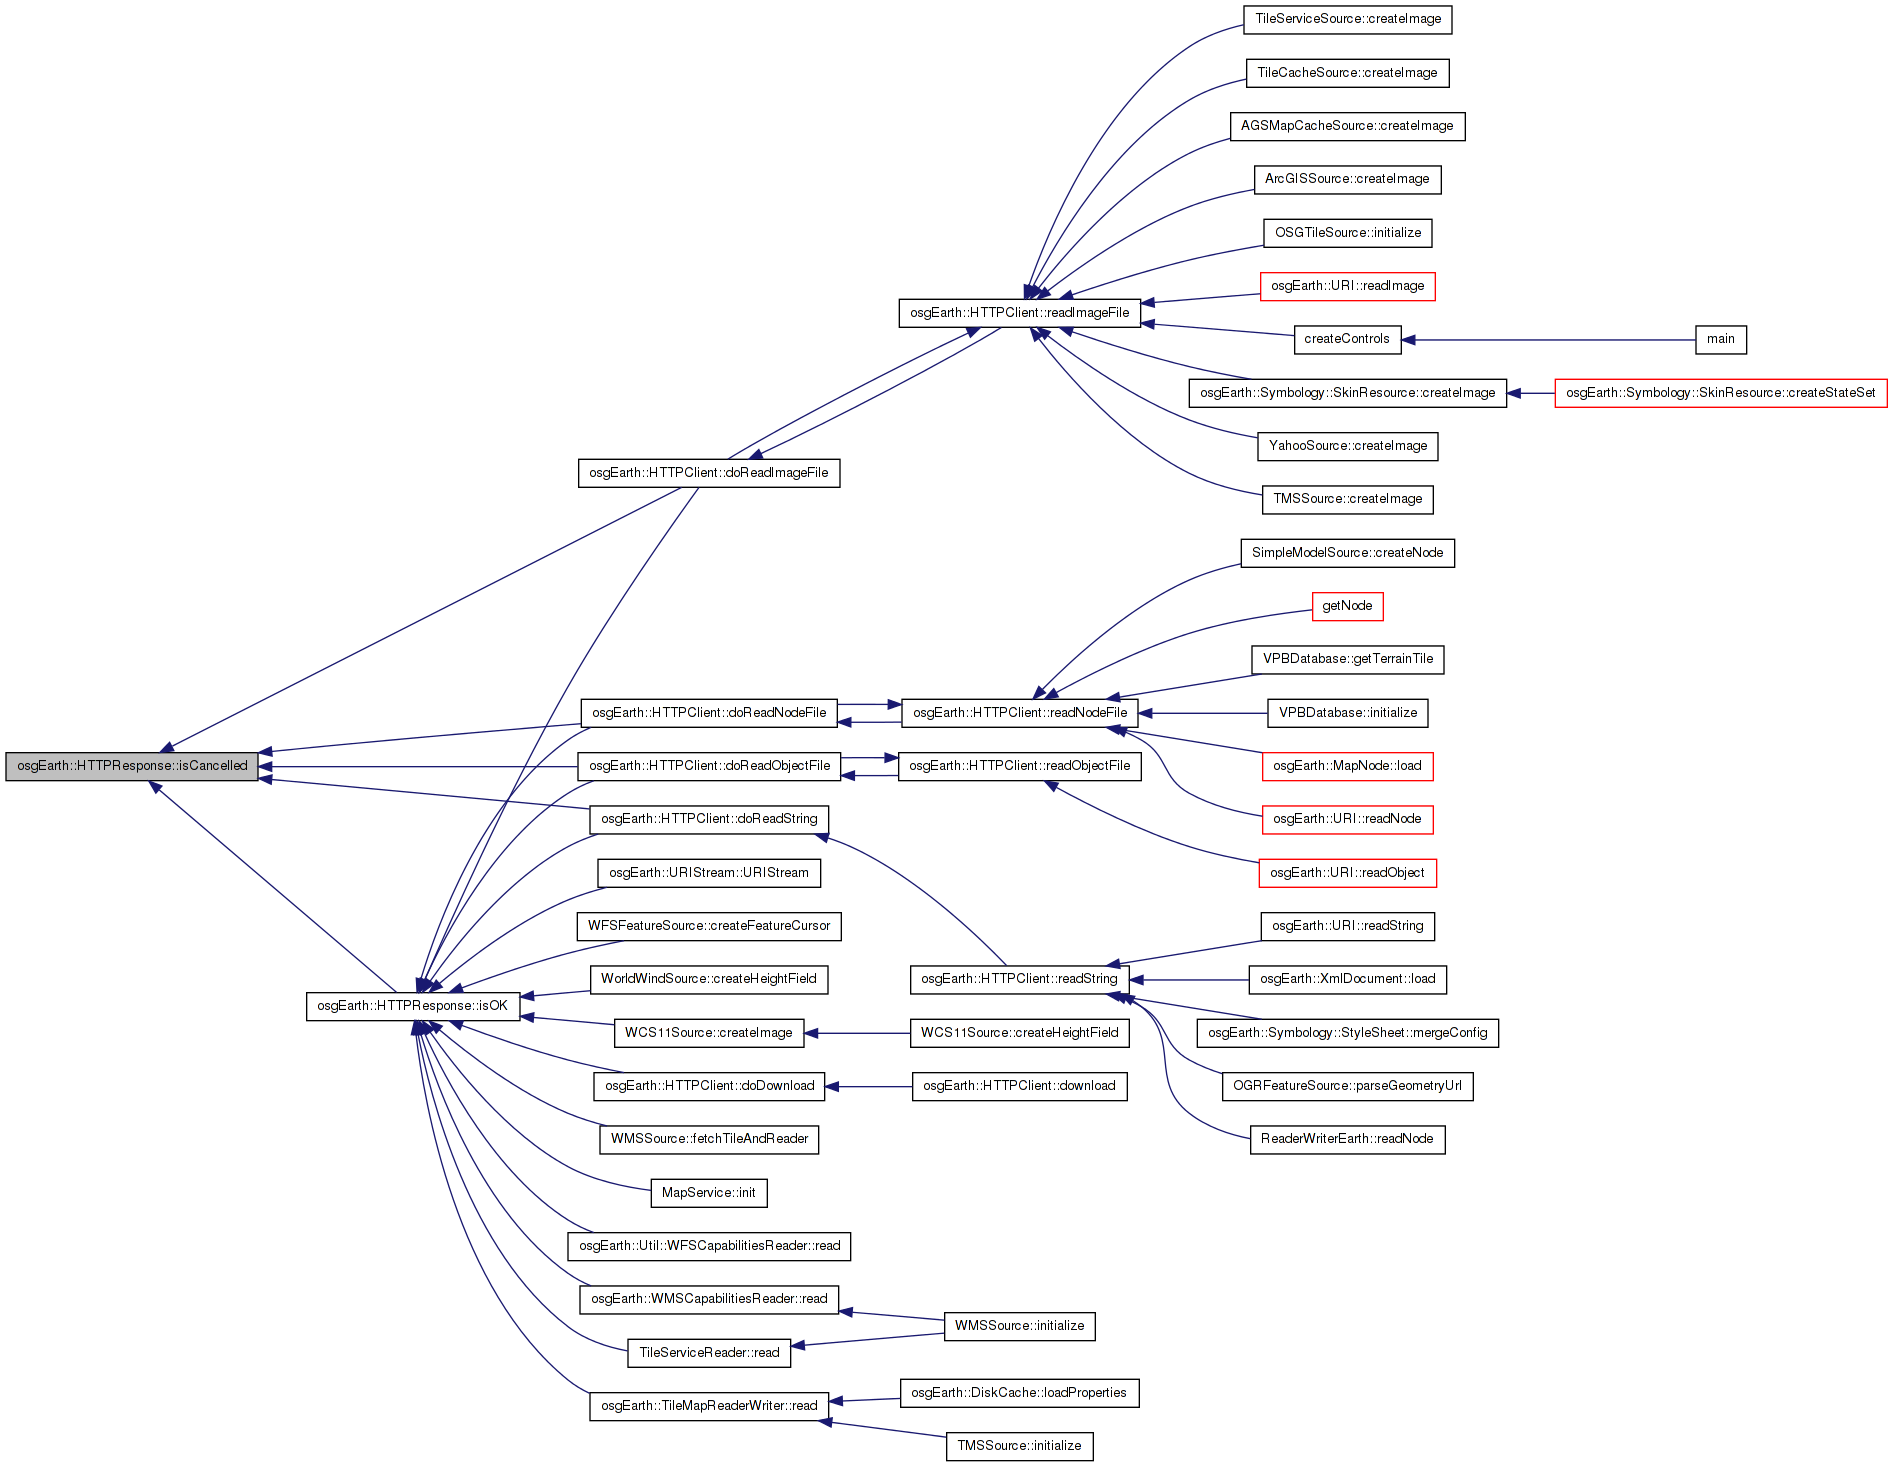 TileServiceSource::createImage
TileCacheSource::createImage
AGSMapCacheSource::createImage
ArcGISSource::createImage
OSGTileSource::initialize
osgEarth::URI::readImage
osgEarth::HTTPClient::readImageFile
createControls
main
osgEarth::Symbology::SkinResource::createImage
osgEarth::Symbology::SkinResource::createStateSet
YahooSource::createImage
osgEarth::HTTPClient::doReadImageFile
TMSSource::createImage
SimpleModelSource::createNode
getNode
VPBDatabase::getTerrainTile
osgEarth::HTTPClient::doReadNodeFile
osgEarth::HTTPClient::readNodeFile
VPBDatabase::initialize
osgEarth::HTTPResponse::isCancelled
osgEarth::HTTPClient::doReadObjectFile
osgEarth::HTTPClient::readObjectFile
osgEarth::MapNode::load
osgEarth::HTTPClient::doReadString
osgEarth::URI::readNode
osgEarth::URIStream::URIStream
osgEarth::URI::readObject
WFSFeatureSource::createFeatureCursor
osgEarth::URI::readString
WorldWindSource::createHeightField
osgEarth::HTTPClient::readString
osgEarth::XmlDocument::load
osgEarth::HTTPResponse::isOK
WCS11Source::createImage
WCS11Source::createHeightField
osgEarth::Symbology::StyleSheet::mergeConfig
osgEarth::HTTPClient::doDownload
osgEarth::HTTPClient::download
OGRFeatureSource::parseGeometryUrl
WMSSource::fetchTileAndReader
ReaderWriterEarth::readNode
MapService::init
osgEarth::Util::WFSCapabilitiesReader::read
osgEarth::WMSCapabilitiesReader::read
WMSSource::initialize
TileServiceReader::read
osgEarth::DiskCache::loadProperties
osgEarth::TileMapReaderWriter::read
TMSSource::initialize